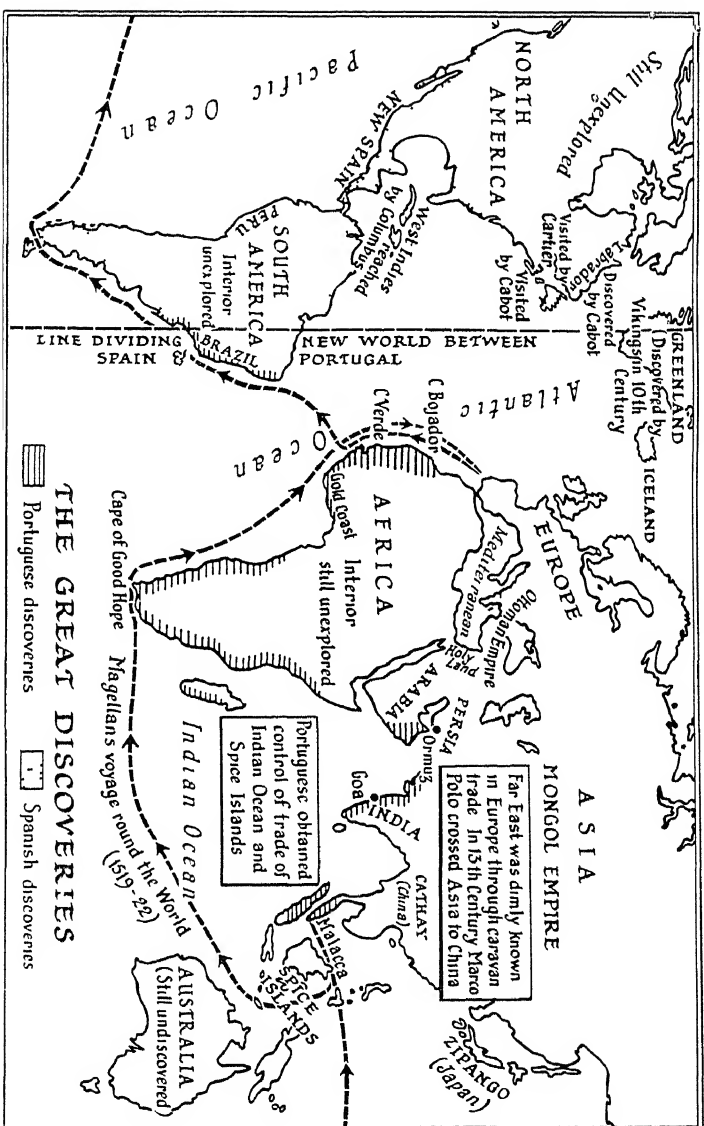 Still Unexplored
NORTH
AMERICA
Pacific Ocean
NEW SPAIN
West Indies
reached
by Columbus
Visited by
Cartier
Visited
by Cabot
Labrador
Discovered
by Cabot
GREENLAND
Discovered by
Vikings in 10th
Century
ICELAND
PERU
SOUTH
AMERICA
Interior
unexplored
BRAZIL
LINE DIVIDING NEW WORLD BETWEEN
SPAIN & PORTUGAL
Atlantic Ocean
C Bojador
C Verde
Gold Coast
AFRICA
Interior
still unexplored
EUROPE
Mediterranean
Ottoman Empire
Holy
Land
ARABIA
PERSIA
Ormuz
ASIA
MONGOL EMPIRE
Far East was dimly known
in Europe through caravan
trade In 13th Century Marco
Polo crossed Asia to China
Goa
INDIA
CATHAY
(China)
ZIPANGO
(Japan)
Portuguese obtained
control of trade of
Indian Ocean and
Spice Islands
Malacca
SPICE
ISLANDS
Indian Ocean
AUSTRALIA
(Still undiscovered)
Cape of Good Hope
Magellans voyage round the World
(1519-22)
THE GREAT DISCOVERIES
Portuguese discoveries
Spanish discoveries